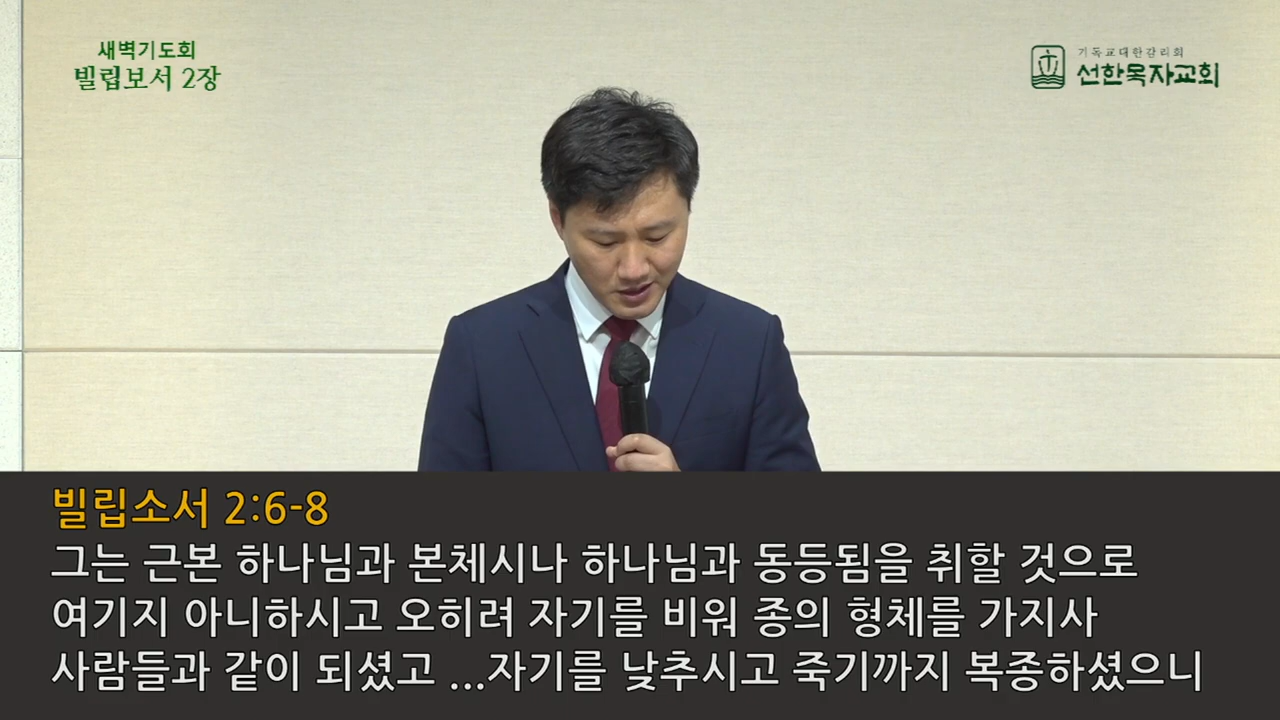 새벽기도회
빌립보서 2장
기독교대한감리회
선한목자교회
빌립소서 2:6-8
그는 근본 하나님과 본체시나 하나님과 동등됨을 취할 것으로
여기지 아니하시고 오히려 자기를 비워 종의 형체를 가지사
사람들과 같이 되셨고 ...자기를 낮추시고 죽기까지 복종하셨으니